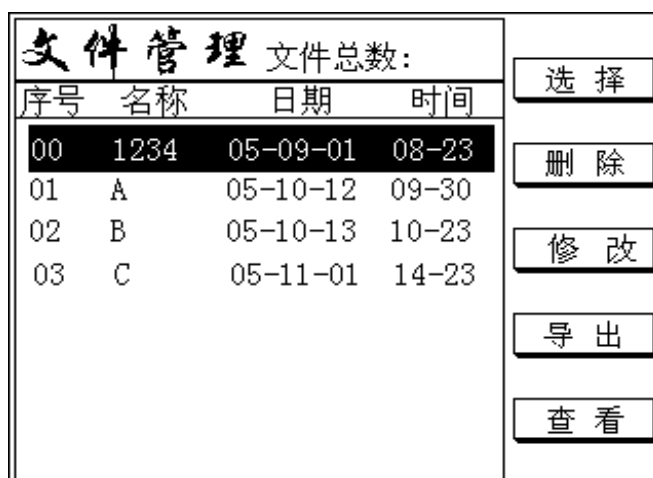 文件管理 文件总数:
序号 名称 日期 时间
00 1234 05-09-01 08-23
01 A 05-10-12 09-30
02 B 05-10-13 10-23
03 C 05-11-01 14-23
选择
删除
修改
导出
查看